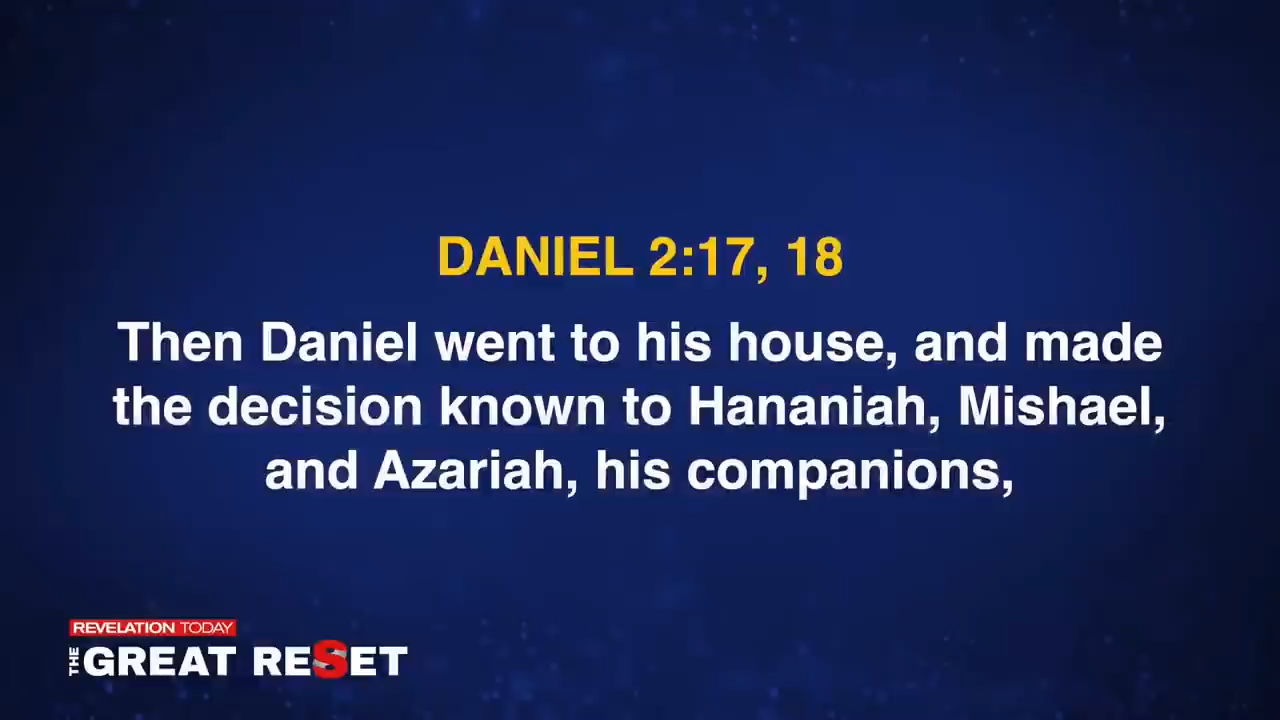 DANIEL 2:17, 18
Then Daniel went to his house, and made
the decision known to Hananiah, Mishael,
and Azariah, his companions,
REVELATION TODAY
THE GREAT RESET